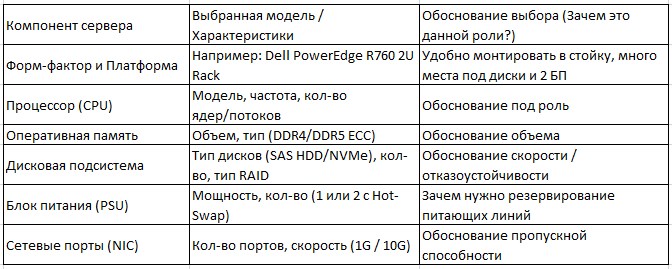 Компонент сервера
Выбранная модель /
Характеристики
Обоснование выбора (Зачем это
данной роли?)
Форм-фактор и Платформа
Например: Dell PowerEdge R760 2U
Rack
Удобно монтировать в стойку, много
места под диски и 2 БП
Процессор (CPU)
Модель, частота, кол-во
ядер/потоков
Обоснование под роль
Оперативная память
Объем, тип (DDR4/DDR5 ECC)
Обоснование объема
Дисковая подсистема
Тип дисков (SAS HDD/NVMe), кол-
во, тип RAID
Обоснование скорости /
отказоустойчивости
Блок питания (PSU)
Мощность, кол-во (1 или 2 с Hot-
Swap)
Зачем нужно резервирование
питающих линий
Сетевые порты (NIC)
Кол-во портов, скорость (1G / 10G)
Обоснование пропускной
способности